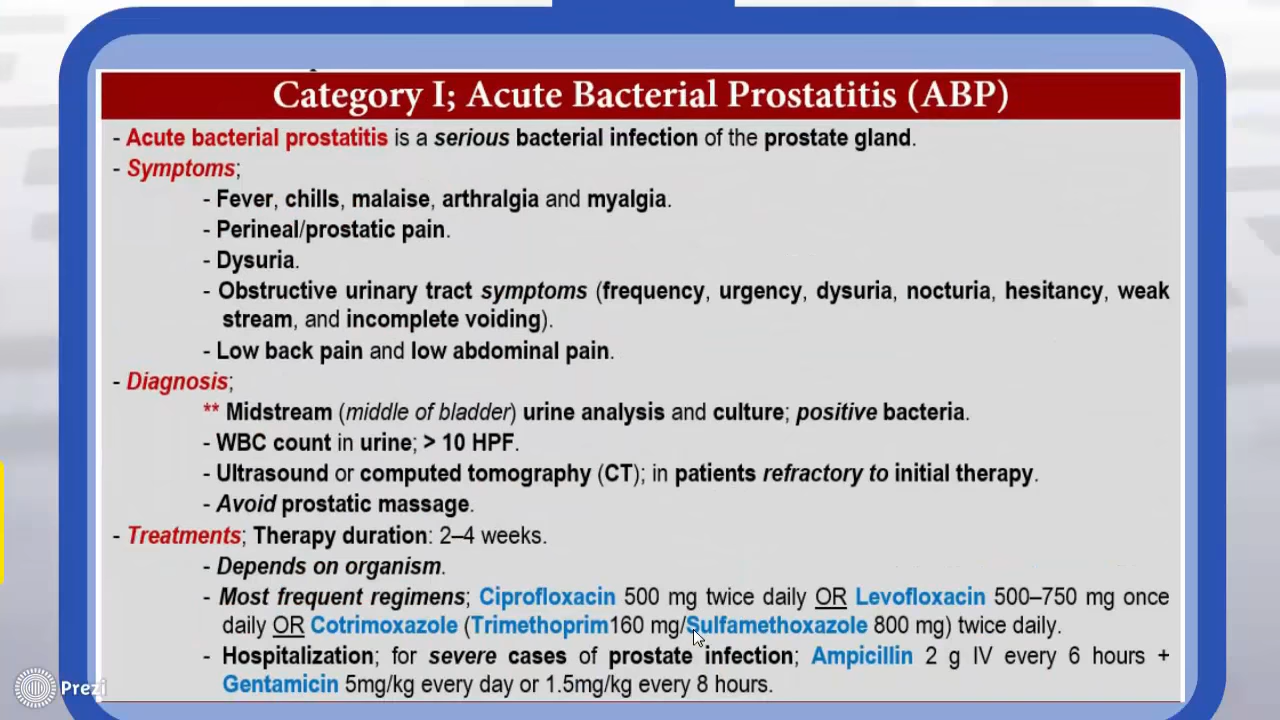 Category I; Acute Bacterial Prostatitis (ABP)
- Acute bacterial prostatitis is a serious bacterial infection of the prostate gland.
- Symptoms;
- Fever, chills, malaise, arthralgia and myalgia.
- Perineal/prostatic pain.
- Dysuria.
- Obstructive urinary tract symptoms (frequency, urgency, dysuria, nocturia, hesitancy, weak
stream, and incomplete voiding).
- Low back pain and low abdominal pain.
- Diagnosis;
** Midstream (middle of bladder) urine analysis and culture; positive bacteria.
- WBC count in urine; > 10 HPF.
- Ultrasound or computed tomography (CT); in patients refractory to initial therapy.
- Avoid prostatic massage.
- Treatments; Therapy duration: 2–4 weeks.
- Depends on organism.
- Most frequent regimens; Ciprofloxacin 500 mg twice daily OR Levofloxacin 500–750 mg once
daily OR Cotrimoxazole (Trimethoprim160 mg/Sulfamethoxazole 800 mg) twice daily.
- Hospitalization; for severe cases of prostate infection; Ampicillin 2 g IV every 6 hours +
Gentamicin 5mg/kg every day or 1.5mg/kg every 8 hours.
Prezi